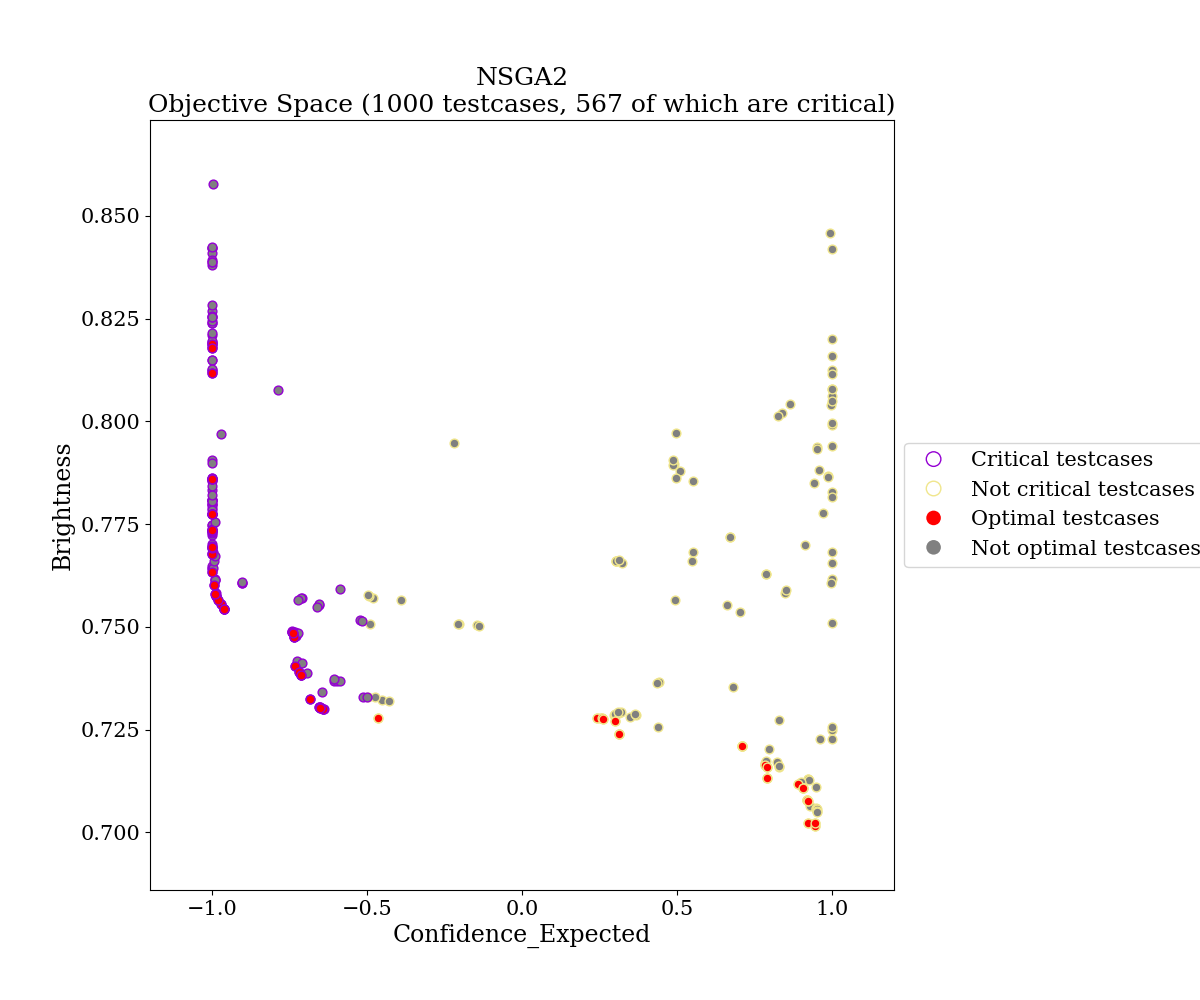 NSGA2
Objective Space (1000 testcases, 567 of which are critical)
0.850
0.825
0.800
0.775
0.750
0.725
0.700
Brightness
−1.0
−0.5
0.0
0.5
1.0
Confidence_Expected
Critical testcases
Not critical testcases
Optimal testcases
Not optimal testcases